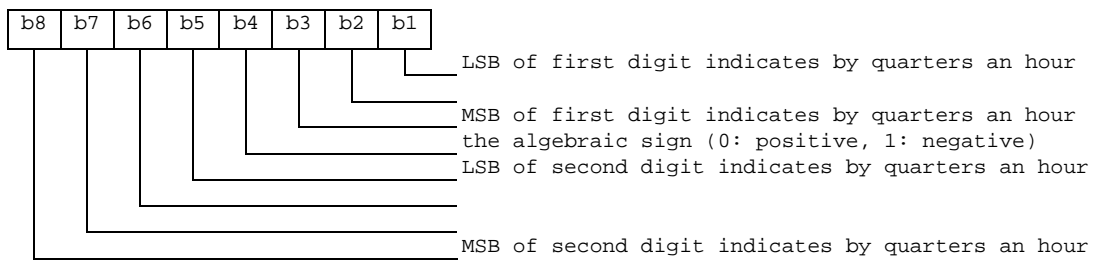 b8 b7 b6 b5 b4 b3 b2 b1
LSB of first digit indicates by quarters an hour
MSB of first digit indicates by quarters an hour
the algebraic sign (0: positive, 1: negative)
LSB of second digit indicates by quarters an hour
MSB of second digit indicates by quarters an hour